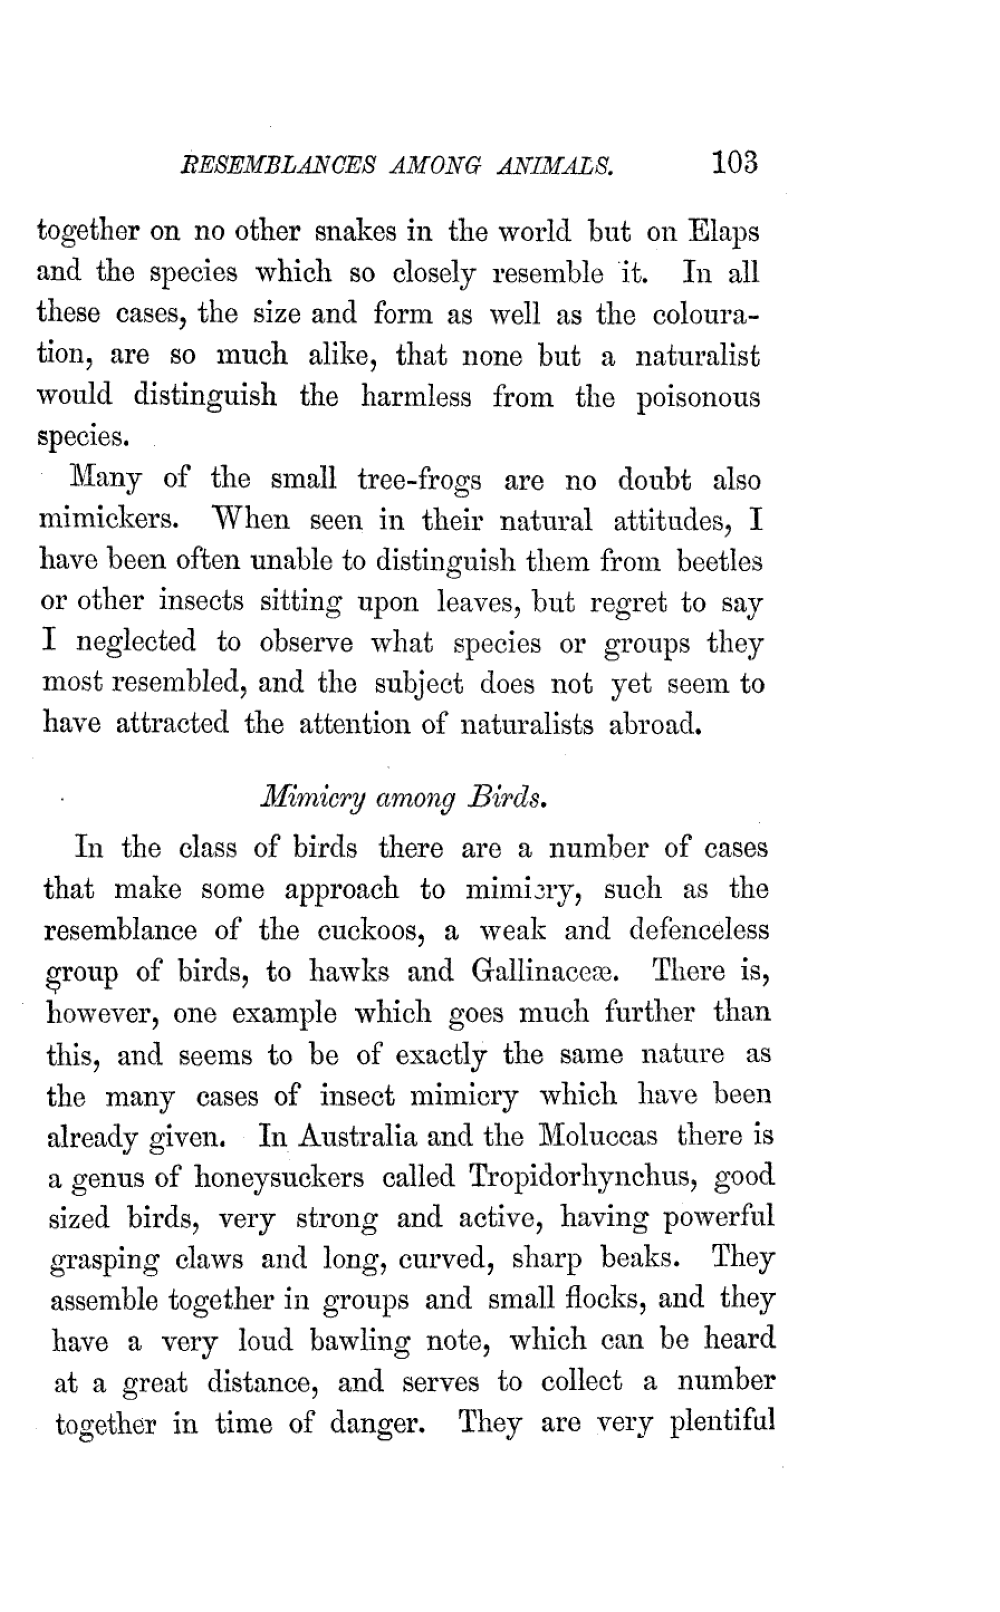 RESEMBLANCES AMONG ANIMALS. 103
together on no other snakes in the world but on Elaps
and the species which so closely resemble it. In all
these cases, the size and form as well as the coloura-
tion, are so much alike, that none but a naturalist
would distinguish the harmless from the poisonous
species.
Many of the small tree-frogs are no doubt also
mimickers. When seen in their natural attitudes, I
have been often unable to distinguish them from beetles
or other insects sitting upon leaves, but regret to say
I neglected to observe what species or groups they
most resembled, and the subject does not yet seem to
have attracted the attention of naturalists abroad.
Mimicry among Birds.
In the class of birds there are a number of cases
that make some approach to mimicry, such as the
resemblance of the cuckoos, a weak and defenceless
group of birds, to hawks and Gallinaceæ. There is,
however, one example which goes much further than
this, and seems to be of exactly the same nature as
the many cases of insect mimicry which have been
already given. In Australia and the Moluccas there is
a genus of honeysuckers called Tropidorhynchus, good
sized birds, very strong and active, having powerful
grasping claws and long, curved, sharp beaks. They
assemble together in groups and small flocks, and they
have a very loud bawling note, which can be heard
at a great distance, and serves to collect a number
together in time of danger. They are very plentiful